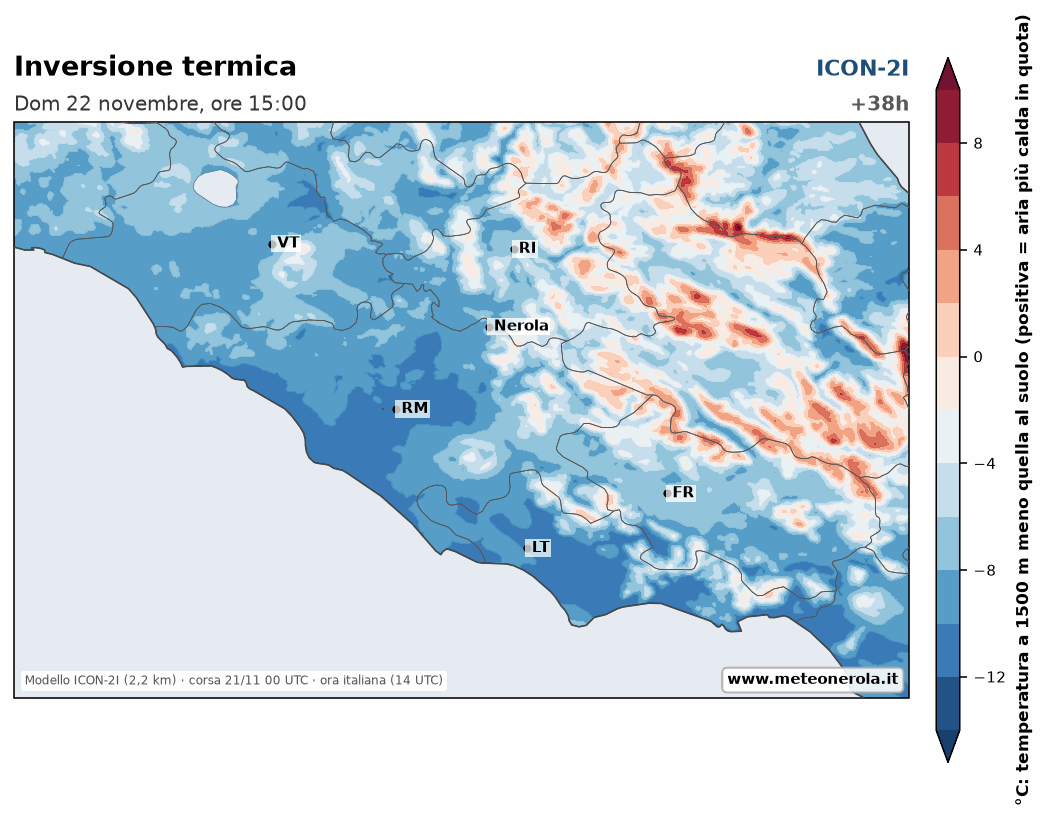 Inversione termica
ICON-2I
Dom 22 novembre, ore 15:00
+38h
VT
RI
Nerola
RM
FR
LT
Modello ICON-2I (2,2 km) · corsa 21/11 00 UTC · ora italiana (14 UTC)
www.meteonerola.it
8
4
0
−4
−8
−12
°C: temperatura a 1500 m meno quella al suolo (positiva = aria più calda in quota)